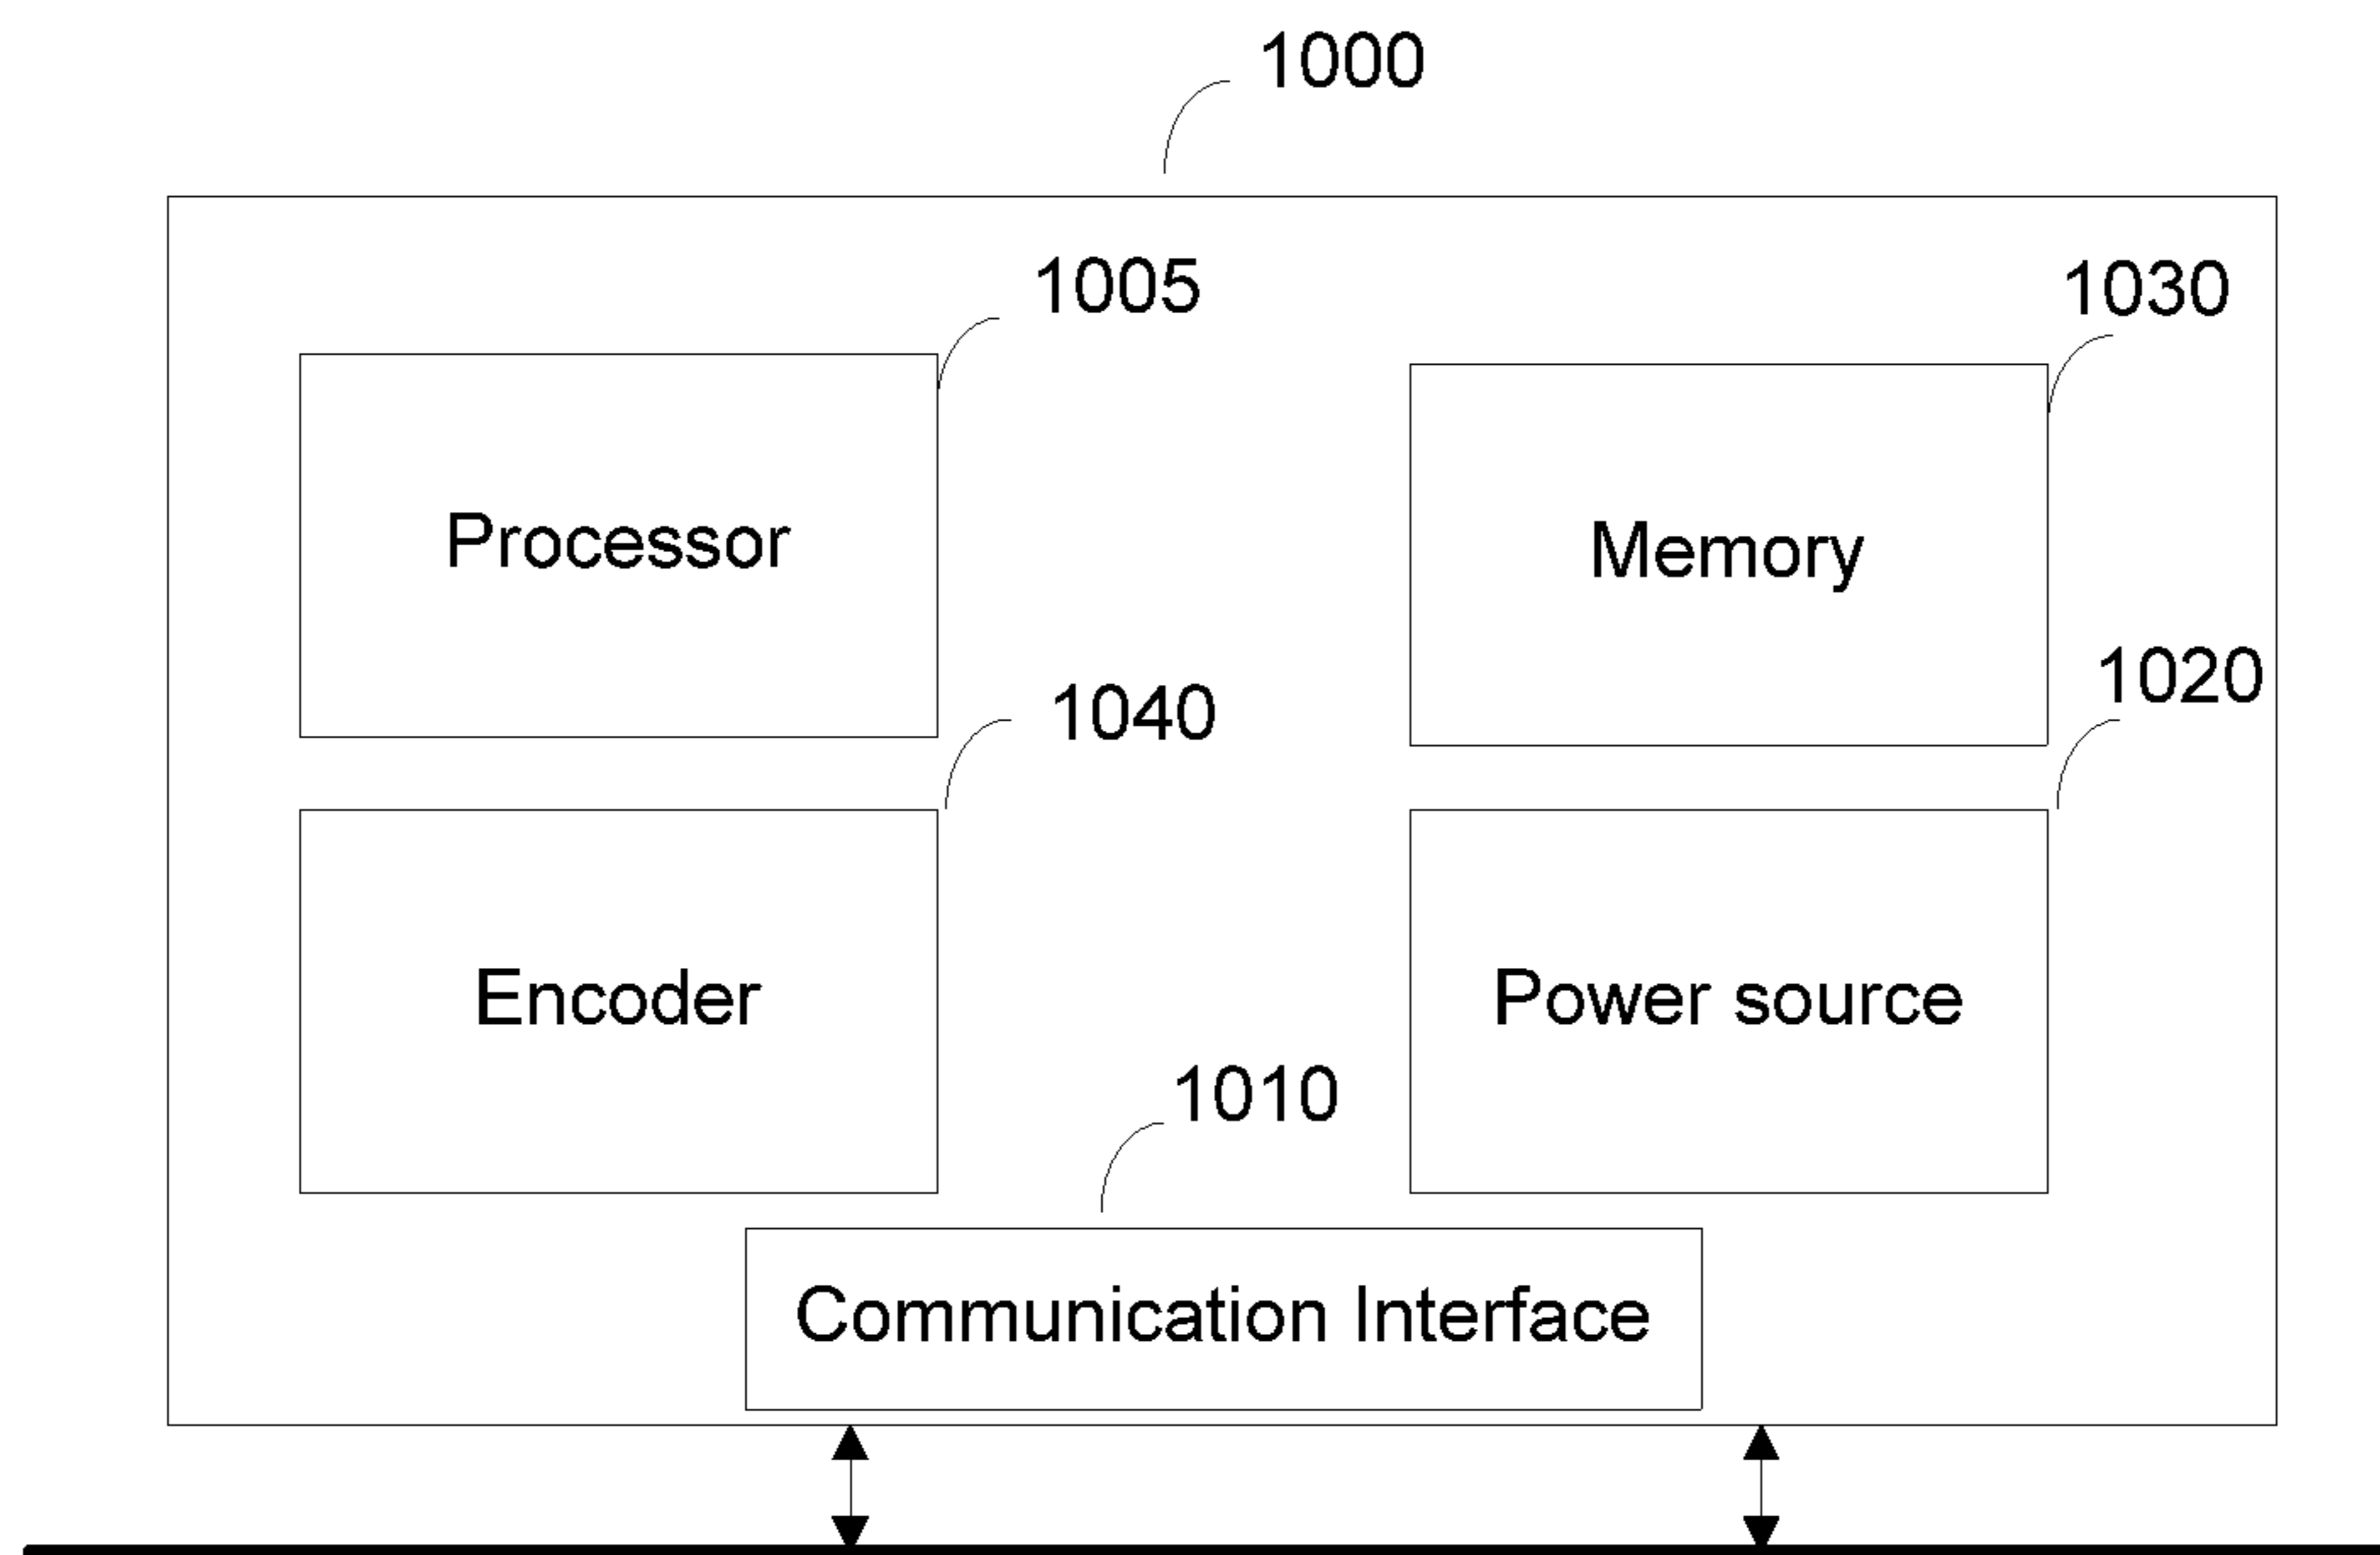 1000
1005
1030
Processor
Memory
1040
1020
Encoder
Power source
1010
Communication Interface